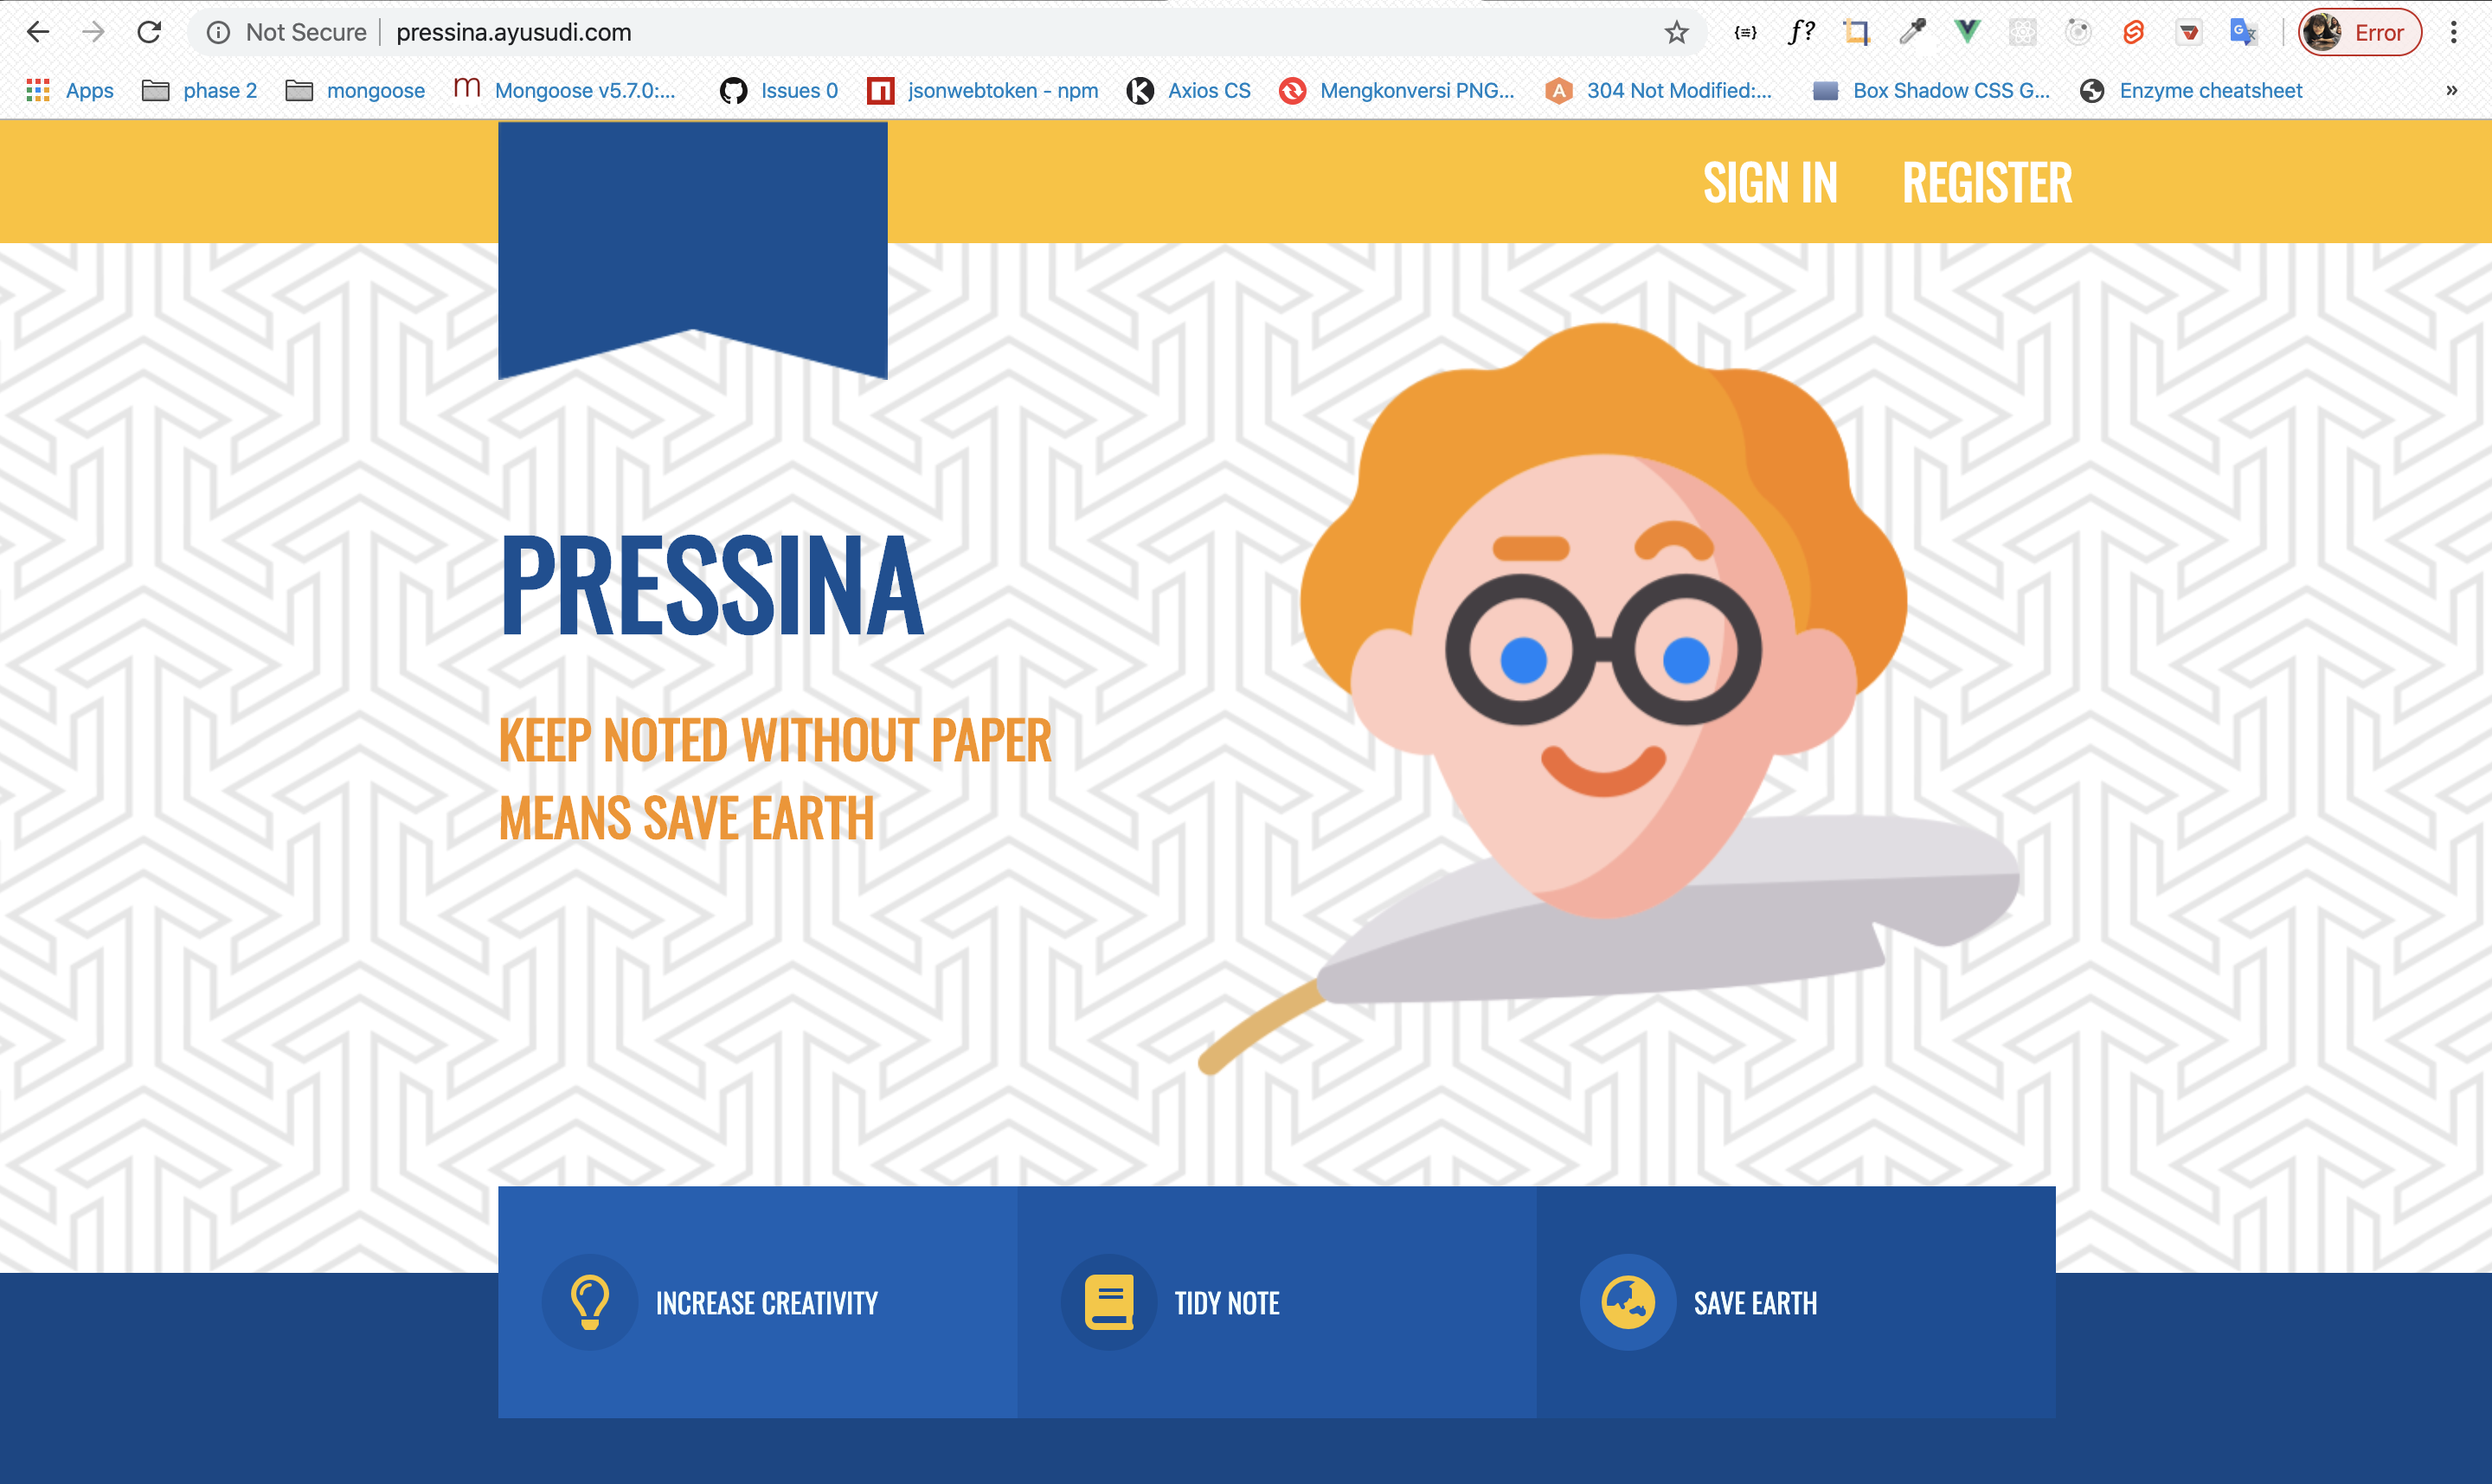 Not Secure pressina.ayusudi.com {≡} f? Error
Apps phase 2 mongoose m Mongoose v5.7.0:... Issues 0 n jsonwebtoken - npm K Axios CS Mengkonversi PNG... A 304 Not Modified:... Box Shadow CSS G... Enzyme cheatsheet »
SIGN IN REGISTER
PRESSINA
KEEP NOTED WITHOUT PAPER
MEANS SAVE EARTH
INCREASE CREATIVITY TIDY NOTE SAVE EARTH